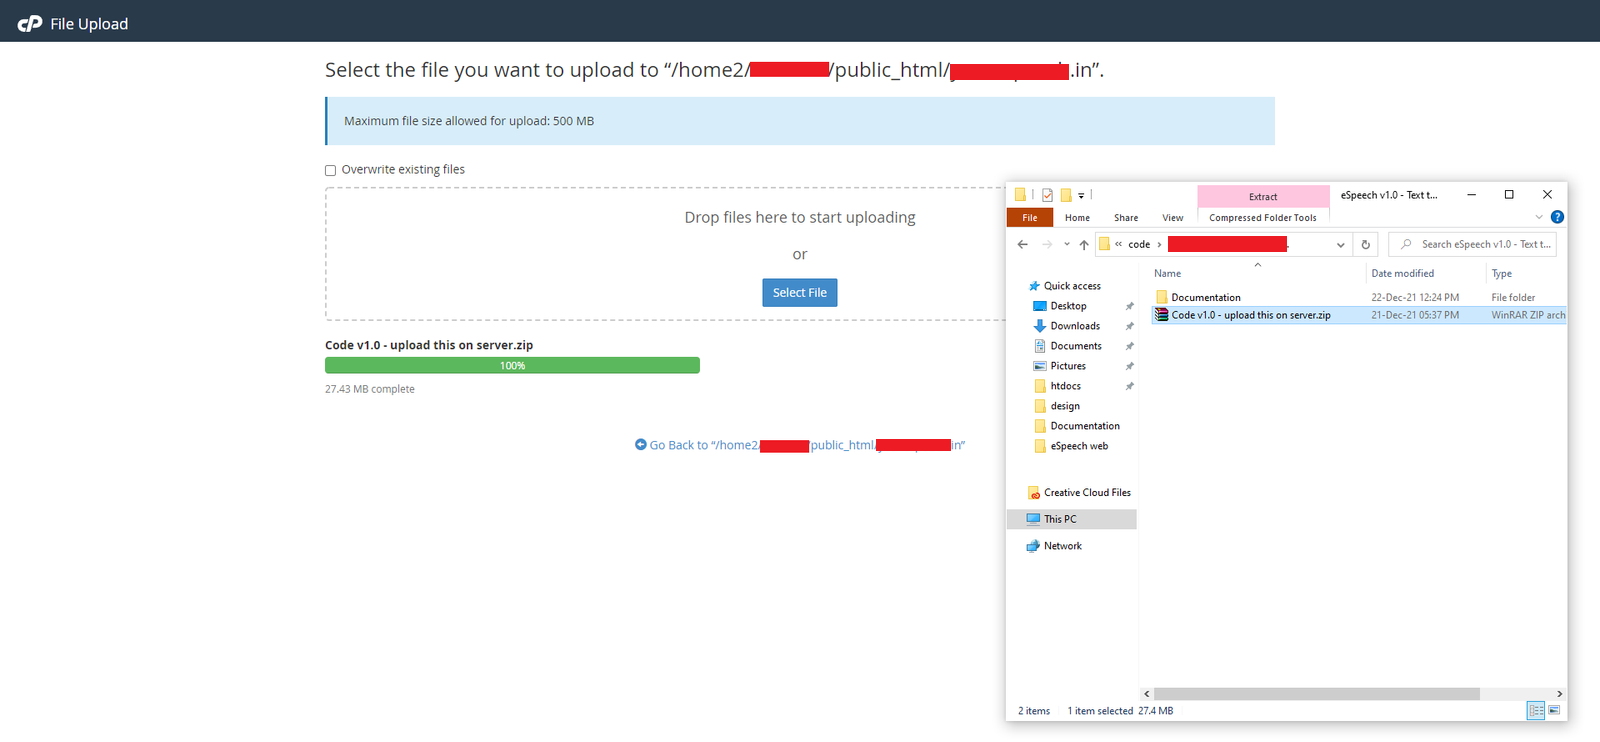 cP File Upload
Select the file you want to upload to “/home2/ /public_html/ .in”.
Maximum file size allowed for upload: 500 MB
Overwrite existing files
Drop files here to start uploading
or
Select File
Code v1.0 - upload this on server.zip
100%
27.43 MB complete
Go Back to “/home2/ /public_html/ in”
Extract
eSpeech v1.0 - Text t...
File
Home
Share
View
Compressed Folder Tools
« code ›
Search eSpeech v1.0 - Text t...
Name
Date modified
Type
Quick access
Desktop
Downloads
Documents
Pictures
htdocs
design
Documentation
eSpeech web
Creative Cloud Files
This PC
Network
Documentation 22-Dec-21 12:24 PM File folder
Code v1.0 - upload this on server.zip 21-Dec-21 05:37 PM WinRAR ZIP arch
2 items 1 item selected 27.4 MB